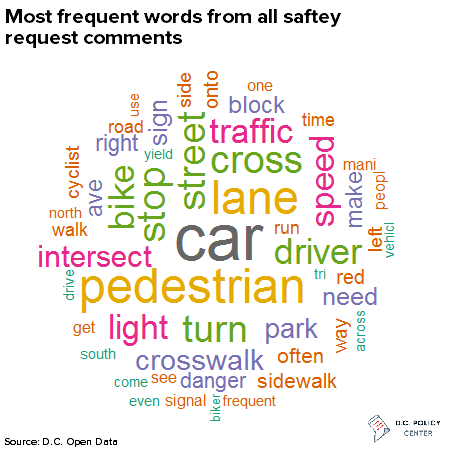 Most frequent words from all saftey
request comments
one
side
onto
use
block
time
sign
road
traffic
right
street
yield
cross
speed
mani
cyclist
ave
bike
stop
lane
make
peopl
north
walk
car
run
left
vehicl
intersect
driver
drive
pedestrian
tri
red
need
get
light
turn
park
way
across
south
crosswalk
often
come
see
danger
sidewalk
even
signal
biker
frequent
D.C. POLICY
CENTER
Source: D.C. Open Data